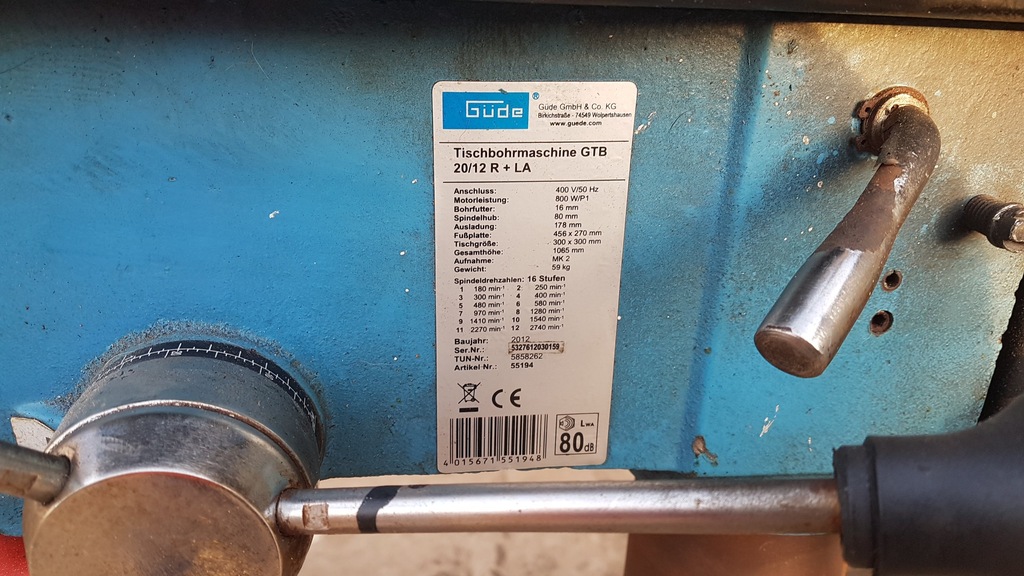 Güde ®
Güde GmbH & Co. KG
Birkichstraße - 74549 Wolpertshausen
www.guede.com
Tischbohrmaschine GTB
20/12 R + LA
Anschluss: 400 V/50 Hz
Motorleistung: 800 W/P1
Bohrfutter: 16 mm
Spindelhub: 80 mm
Ausladung: 178 mm
Fußplatte: 456 x 270 mm
Tischgröße: 300 x 300 mm
Gesamthöhe: 1065 mm
Aufnahme: MK 2
Gewicht: 59 kg
Spindeldrehzahlen: 16 Stufen
1 180 min⁻¹ 2 250 min⁻¹
3 300 min⁻¹ 4 400 min⁻¹
5 480 min⁻¹ 6 580 min⁻¹
7 970 min⁻¹ 8 1280 min⁻¹
9 1410 min⁻¹ 10 1540 min⁻¹
11 2270 min⁻¹ 12 2740 min⁻¹
Baujahr: 2012
Ser.Nr.: 5327612030159
TUN-Nr.: 5858262
Artikel-Nr.: 55194
CE
LWA
80dB
4 015671 551948